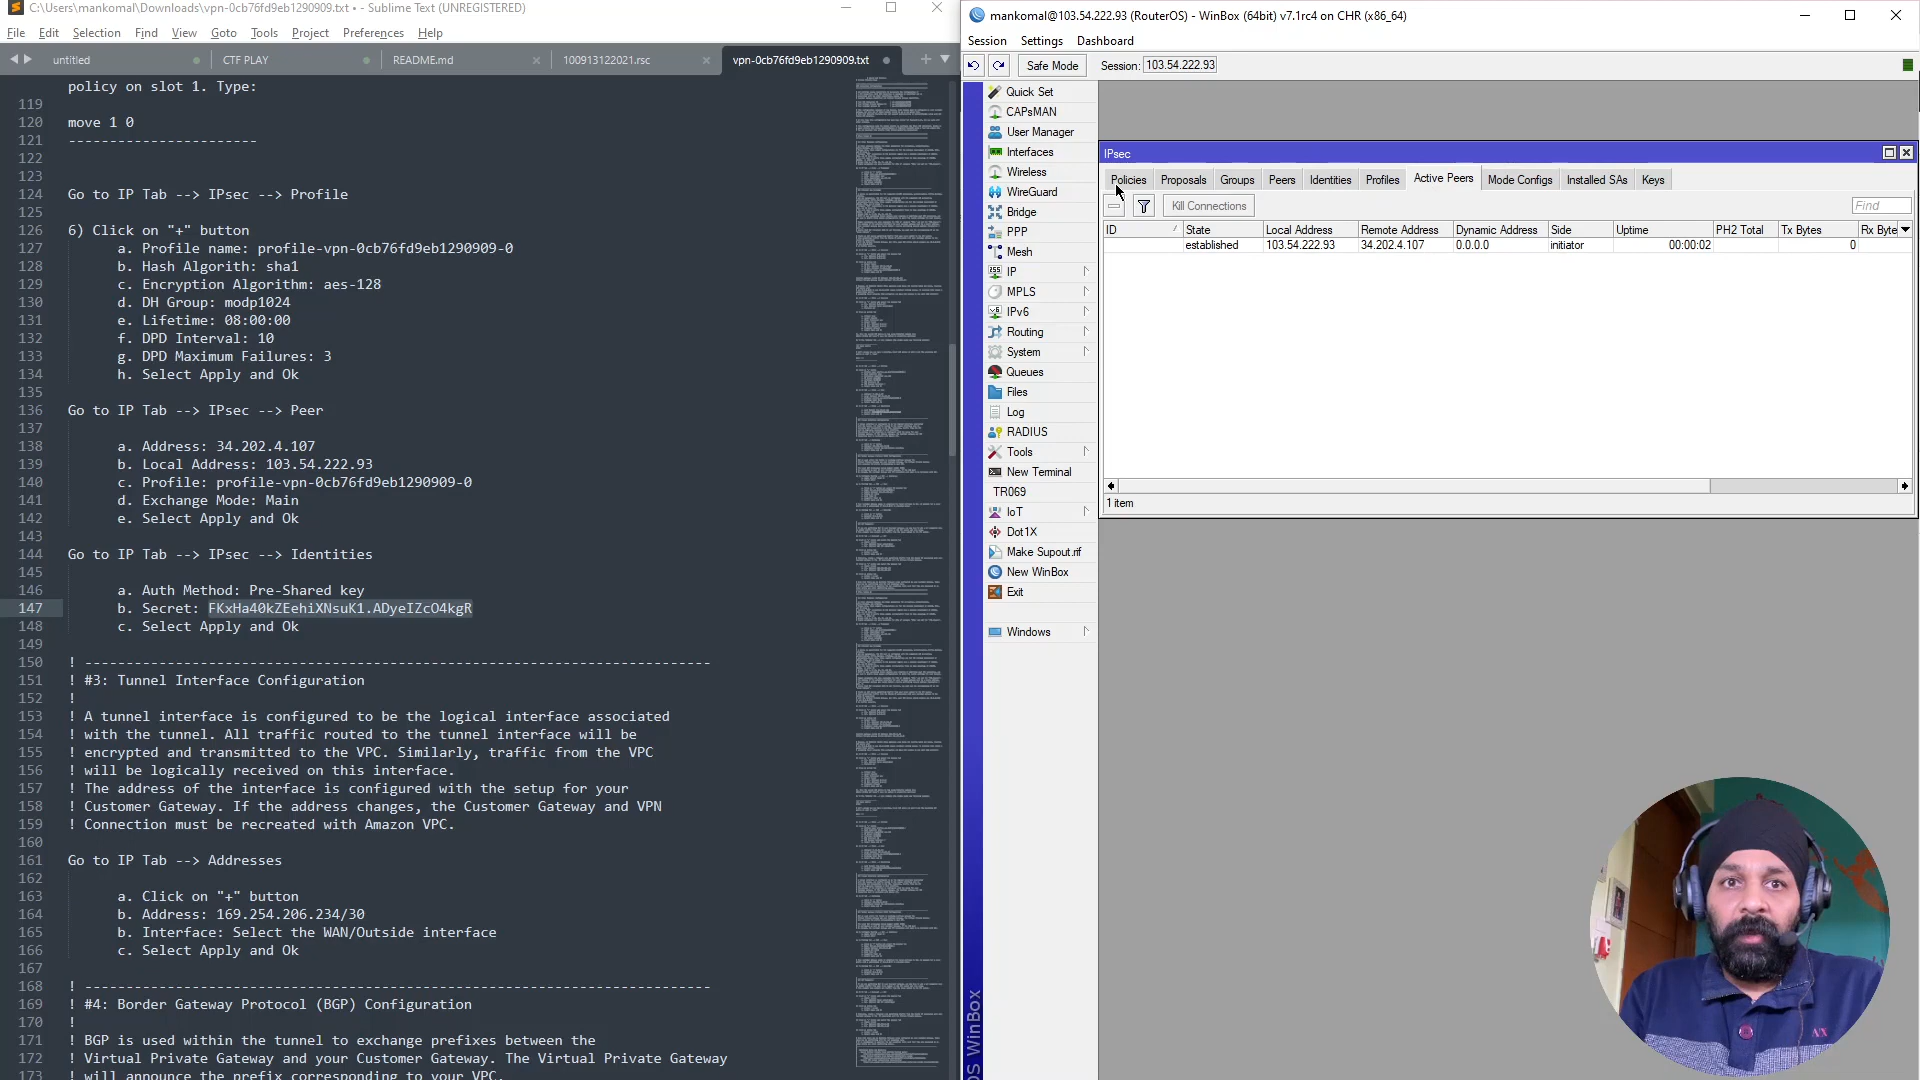 C:\Users\mankomal\Downloads\vpn-0cb76fd9eb1290909.txt • - Sublime Text (UNREGISTERED)
File Edit Selection Find View Goto Tools Project Preferences Help
untitled CTF PLAY README.md 100913122021.rsc vpn-0cb76fd9eb1290909.txt
policy on slot 1. Type:
119
120 move 1 0
121 -----------------------
122
123
124 Go to IP Tab --> IPsec --> Profile
125
126 6) Click on "+" button
127 a. Profile name: profile-vpn-0cb76fd9eb1290909-0
128 b. Hash Algorith: sha1
129 c. Encryption Algorithm: aes-128
130 d. DH Group: modp1024
131 e. Lifetime: 08:00:00
132 f. DPD Interval: 10
133 g. DPD Maximum Failures: 3
134 h. Select Apply and Ok
135
136 Go to IP Tab --> IPsec --> Peer
137
138 a. Address: 34.202.4.107
139 b. Local Address: 103.54.222.93
140 c. Profile: profile-vpn-0cb76fd9eb1290909-0
141 d. Exchange Mode: Main
142 e. Select Apply and Ok
143
144 Go to IP Tab --> IPsec --> Identities
145
146 a. Auth Method: Pre-Shared key
147 b. Secret: FKxHa40kZEehiXNsuK1.ADyeIZcO4kgR
148 c. Select Apply and Ok
149
150 ! ----------------------------------------------------------------------------
151 ! #3: Tunnel Interface Configuration
152 !
153 ! A tunnel interface is configured to be the logical interface associated
154 ! with the tunnel. All traffic routed to the tunnel interface will be
155 ! encrypted and transmitted to the VPC. Similarly, traffic from the VPC
156 ! will be logically received on this interface.
157 ! The address of the interface is configured with the setup for your
158 ! Customer Gateway. If the address changes, the Customer Gateway and VPN
159 ! Connection must be recreated with Amazon VPC.
160
161 Go to IP Tab --> Addresses
162
163 a. Click on "+" button
164 b. Address: 169.254.206.234/30
165 b. Interface: Select the WAN/Outside interface
166 c. Select Apply and Ok
167
168 ! ----------------------------------------------------------------------------
169 ! #4: Border Gateway Protocol (BGP) Configuration
170 !
171 ! BGP is used within the tunnel to exchange prefixes between the
172 ! Virtual Private Gateway and your Customer Gateway. The Virtual Private Gateway
173 ! will announce the prefix corresponding to your VPC.
mankomal@103.54.222.93 (RouterOS) - WinBox (64bit) v7.1rc4 on CHR (x86_64)
Session Settings Dashboard
Safe Mode Session: 103.54.222.93
Quick Set
CAPsMAN
User Manager
Interfaces
Wireless
WireGuard
Bridge
PPP
Mesh
IP
MPLS
IPv6
Routing
System
Queues
Files
Log
RADIUS
Tools
New Terminal
TR069
IoT
Dot1X
Make Supout.rif
New WinBox
Exit
Windows
OS WinBox
IPsec
Policies Proposals Groups Peers Identities Profiles Active Peers Mode Configs Installed SAs Keys
Kill Connections Find
ID State Local Address Remote Address Dynamic Address Side Uptime PH2 Total Tx Bytes Rx Byte
established 103.54.222.93 34.202.4.107 0.0.0.0 initiator 00:00:02 0
1 item